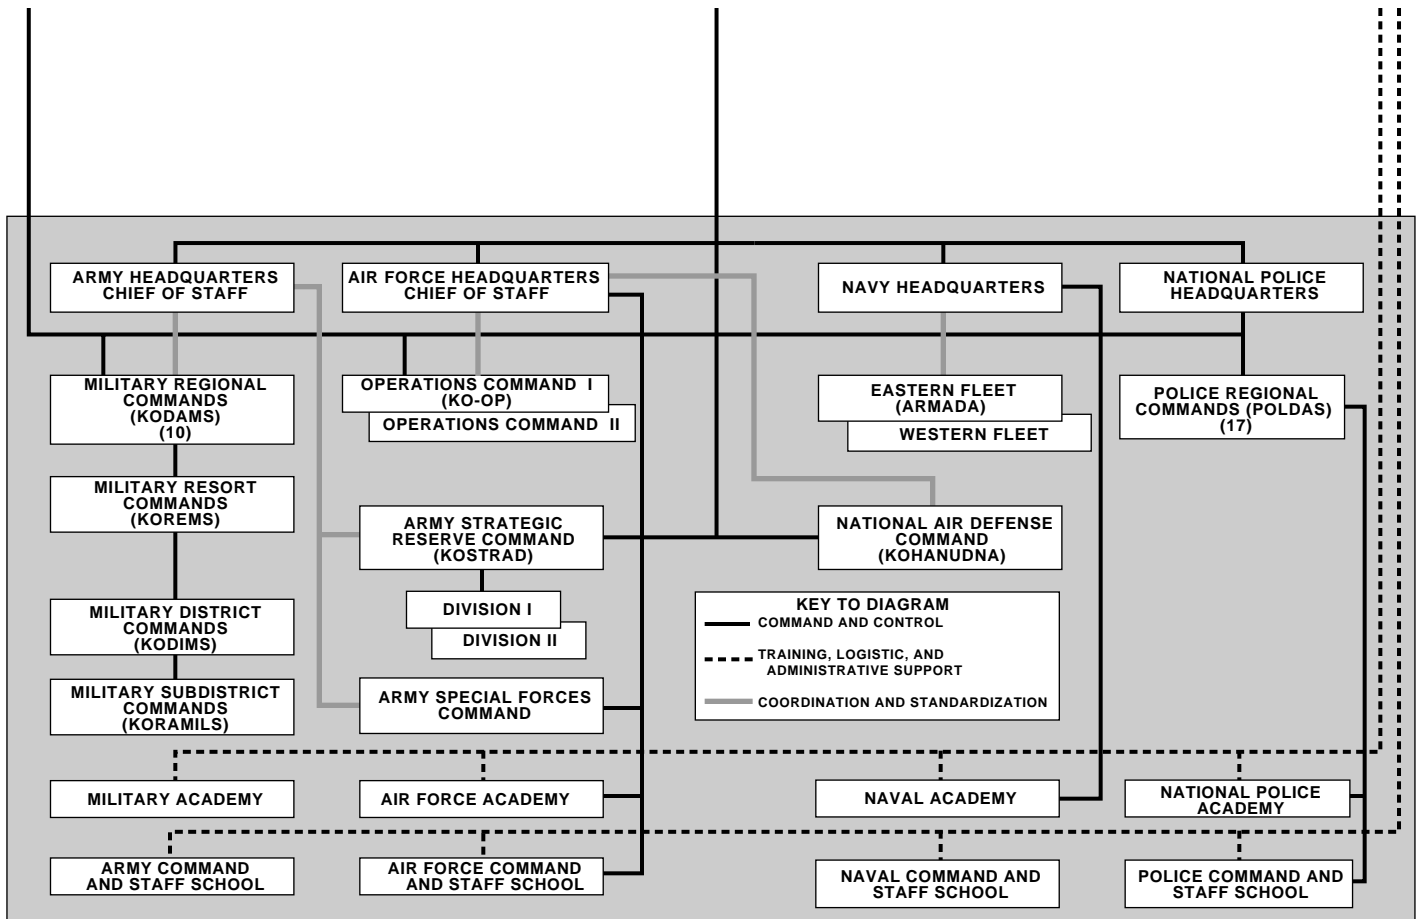 ARMY HEADQUARTERS
CHIEF OF STAFF
AIR FORCE HEADQUARTERS
CHIEF OF STAFF
NAVY HEADQUARTERS
NATIONAL POLICE
HEADQUARTERS
MILITARY REGIONAL
COMMANDS
(KODAMS)
(10)
OPERATIONS COMMAND I
(KO-OP)
OPERATIONS COMMAND II
EASTERN FLEET
(ARMADA)
WESTERN FLEET
POLICE REGIONAL
COMMANDS (POLDAS)
(17)
MILITARY RESORT
COMMANDS
(KOREMS)
ARMY STRATEGIC
RESERVE COMMAND
(KOSTRAD)
NATIONAL AIR DEFENSE
COMMAND
(KOHANUDNA)
DIVISION I
DIVISION II
MILITARY DISTRICT
COMMANDS
(KODIMS)
MILITARY SUBDISTRICT
COMMANDS
(KORAMILS)
ARMY SPECIAL FORCES
COMMAND
KEY TO DIAGRAM
COMMAND AND CONTROL
TRAINING, LOGISTIC, AND
ADMINISTRATIVE SUPPORT
COORDINATION AND STANDARDIZATION
MILITARY ACADEMY
AIR FORCE ACADEMY
NAVAL ACADEMY
NATIONAL POLICE
ACADEMY
ARMY COMMAND
AND STAFF SCHOOL
AIR FORCE COMMAND
AND STAFF SCHOOL
NAVAL COMMAND AND
STAFF SCHOOL
POLICE COMMAND AND
STAFF SCHOOL